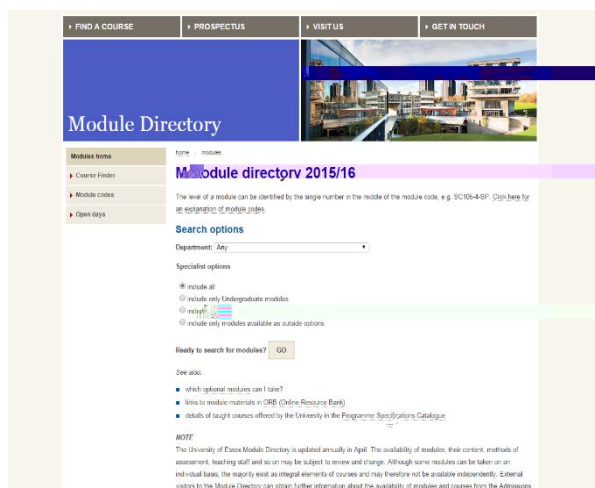 FIND A COURSE
PROSPECTUS
VISIT US
GET IN TOUCH
Module Directory
Modules home
Course Finder
Module codes
Open days
home modules
Module directory 2015/16
The level of a module can be identified by the single number in the middle of the module code, e.g. SC105-4-SP. Click here for
an explanation of module codes.
Search options
Department: Any
Specialist options
include all
include only Undergraduate modules
include
include only modules available as outside options
Ready to search for modules? GO
See also:
which optional modules can I take?
links to module materials in ORB (Online Resource Bank)
details of taught courses offered by the University in the Programme Specifications Catalogue
NOTE
The University of Essex Module Directory is updated annually in April. The availability of modules, their content, methods of
assessment, teaching staff and so on may be subject to review and change. Although some modules can be taken on an
individual basis, the majority exist as integral elements of courses and may therefore not be available independently. External
visitors to the Module Directory can obtain further information about the availability of modules and courses from the Admissions